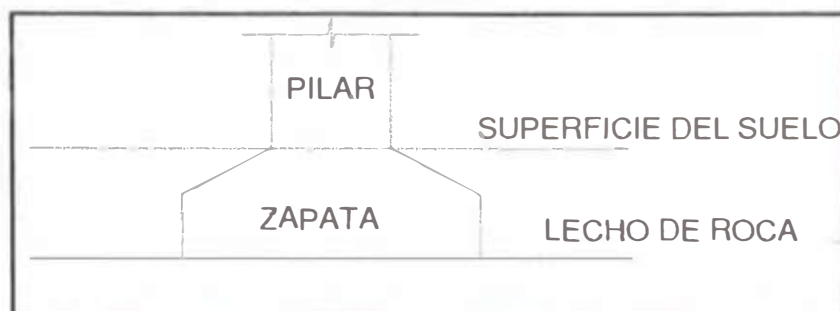 PILAR
SUPERFICIE DEL SUELO
ZAPATA
LECHO DE ROCA